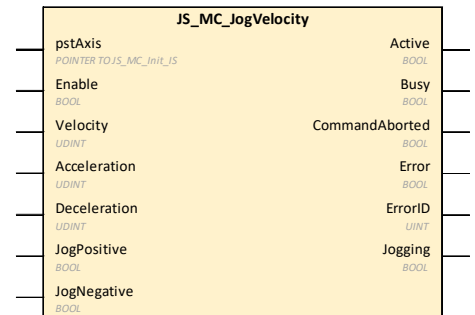 JS_MC_JogVelocity
pstAxis Active
POINTER TO JS_MC_Init_IS BOOL
Enable Busy
BOOL BOOL
Velocity CommandAborted
UDINT BOOL
Acceleration Error
UDINT BOOL
Deceleration ErrorID
UDINT UINT
JogPositive Jogging
BOOL BOOL
JogNegative
BOOL